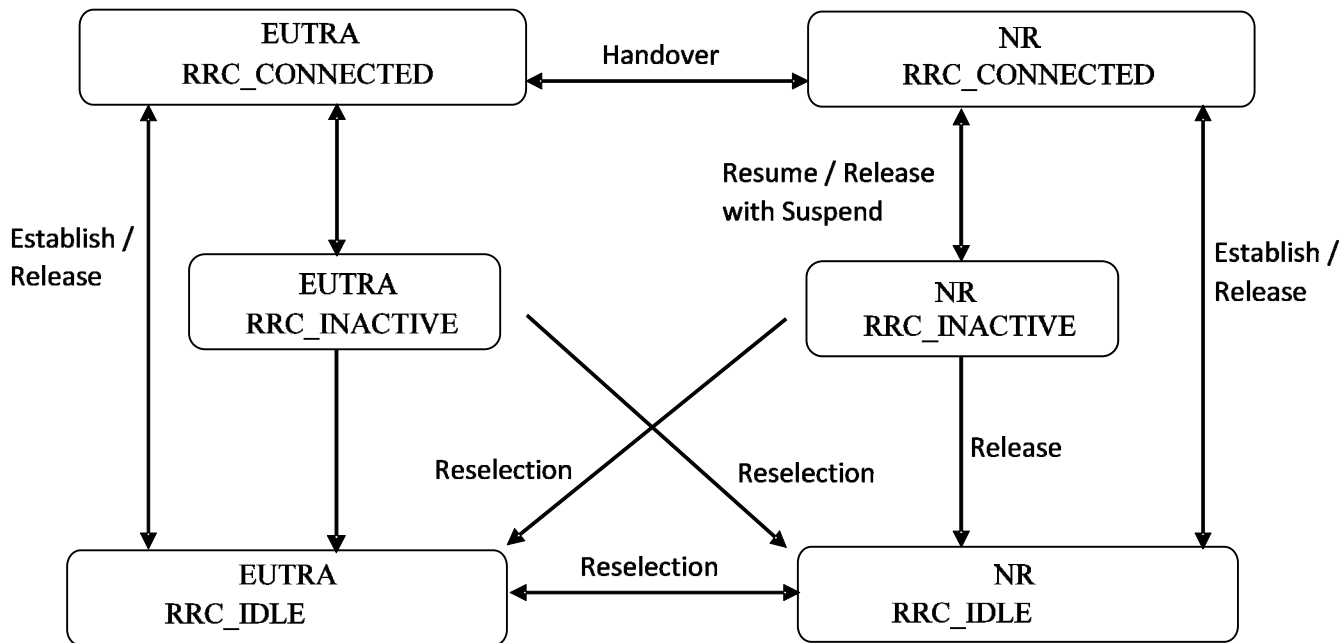 EUTRA
RRC_CONNECTED
Handover
NR
RRC_CONNECTED
Establish /
Release
Resume / Release
with Suspend
Establish /
Release
EUTRA
RRC_INACTIVE
NR
RRC_INACTIVE
Reselection
Reselection
Release
EUTRA
RRC_IDLE
Reselection
NR
RRC_IDLE